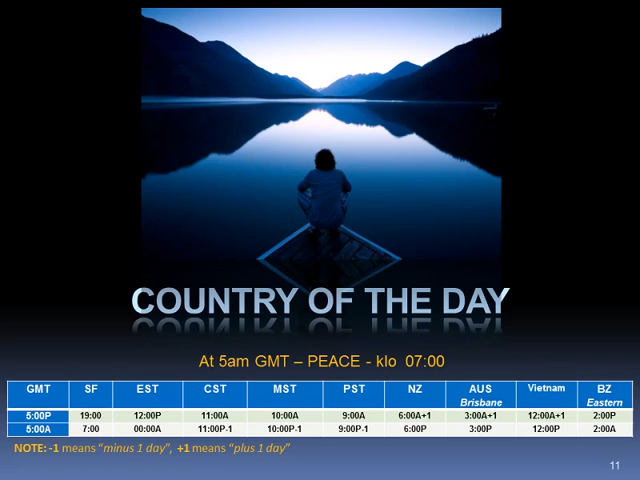 COUNTRY OF THE DAY
At 5am GMT – PEACE - klo 07:00
GMT SF EST CST MST PST NZ AUS Brisbane Vietnam BZ Eastern
5:00P 19:00 12:00P 11:00A 10:00A 9:00A 6:00A+1 3:00A+1 12:00A+1 2:00P
5:00A 7:00 00:00A 11:00P-1 10:00P-1 9:00P-1 6:00P 3:00P 12:00P 2:00A
NOTE: -1 means “minus 1 day”, +1 means “plus 1 day”
11